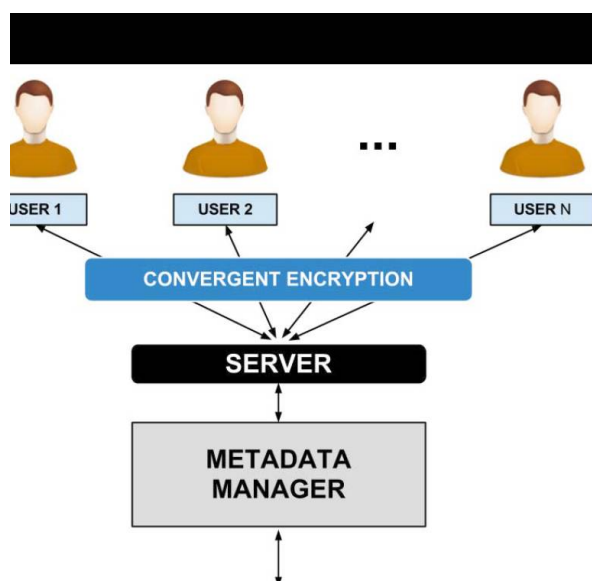 USER 1
USER 2
...
USER N
CONVERGENT ENCRYPTION
SERVER
METADATA
MANAGER